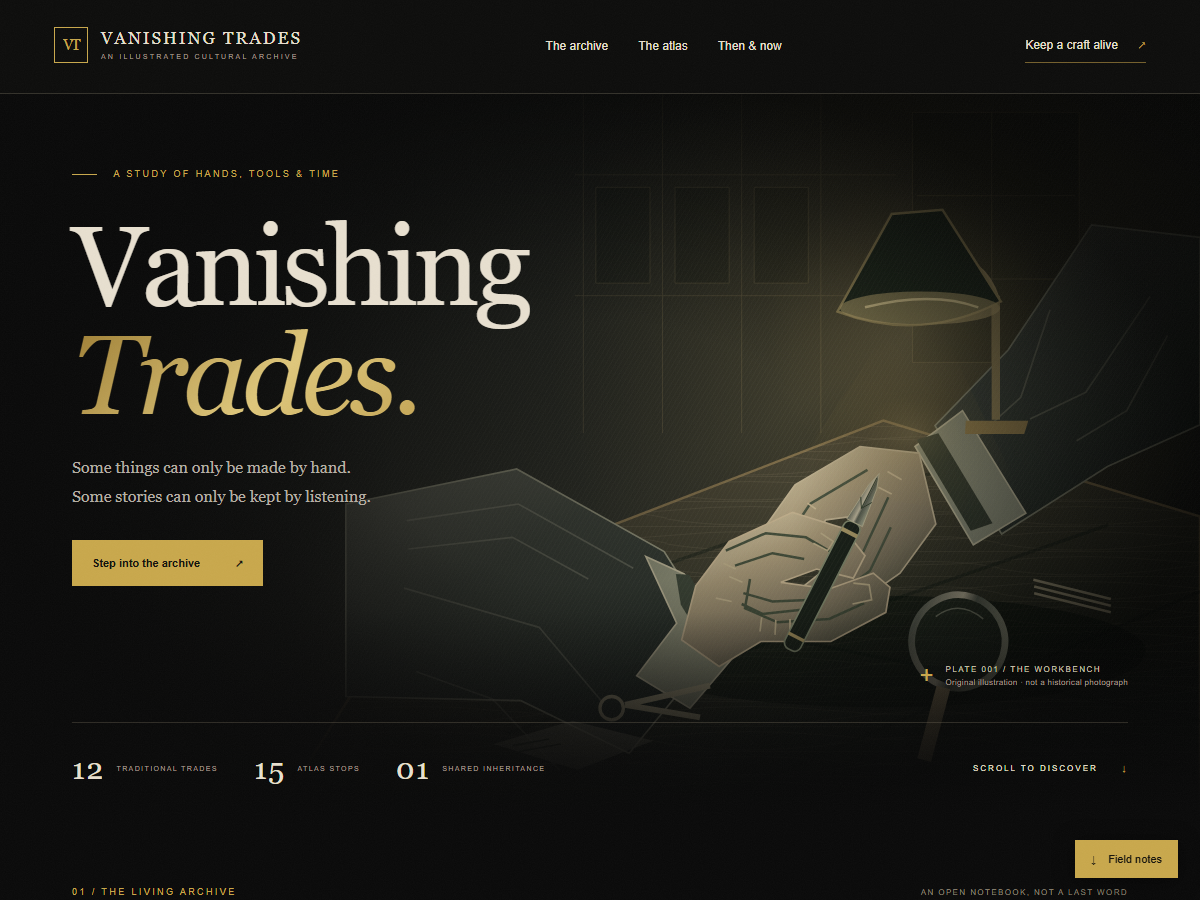 VT
VANISHING TRADES
AN ILLUSTRATED CULTURAL ARCHIVE
The archive
The atlas
Then & now
Keep a craft alive ↗
A STUDY OF HANDS, TOOLS & TIME
Vanishing
Trades.
Some things can only be made by hand.
Some stories can only be kept by listening.
Step into the archive ↗
PLATE 001 / THE WORKBENCH
Original illustration · not a historical photograph
12 TRADITIONAL TRADES
15 ATLAS STOPS
01 SHARED INHERITANCE
SCROLL TO DISCOVER ↓
↓ Field notes
01 / THE LIVING ARCHIVE
AN OPEN NOTEBOOK, NOT A LAST WORD